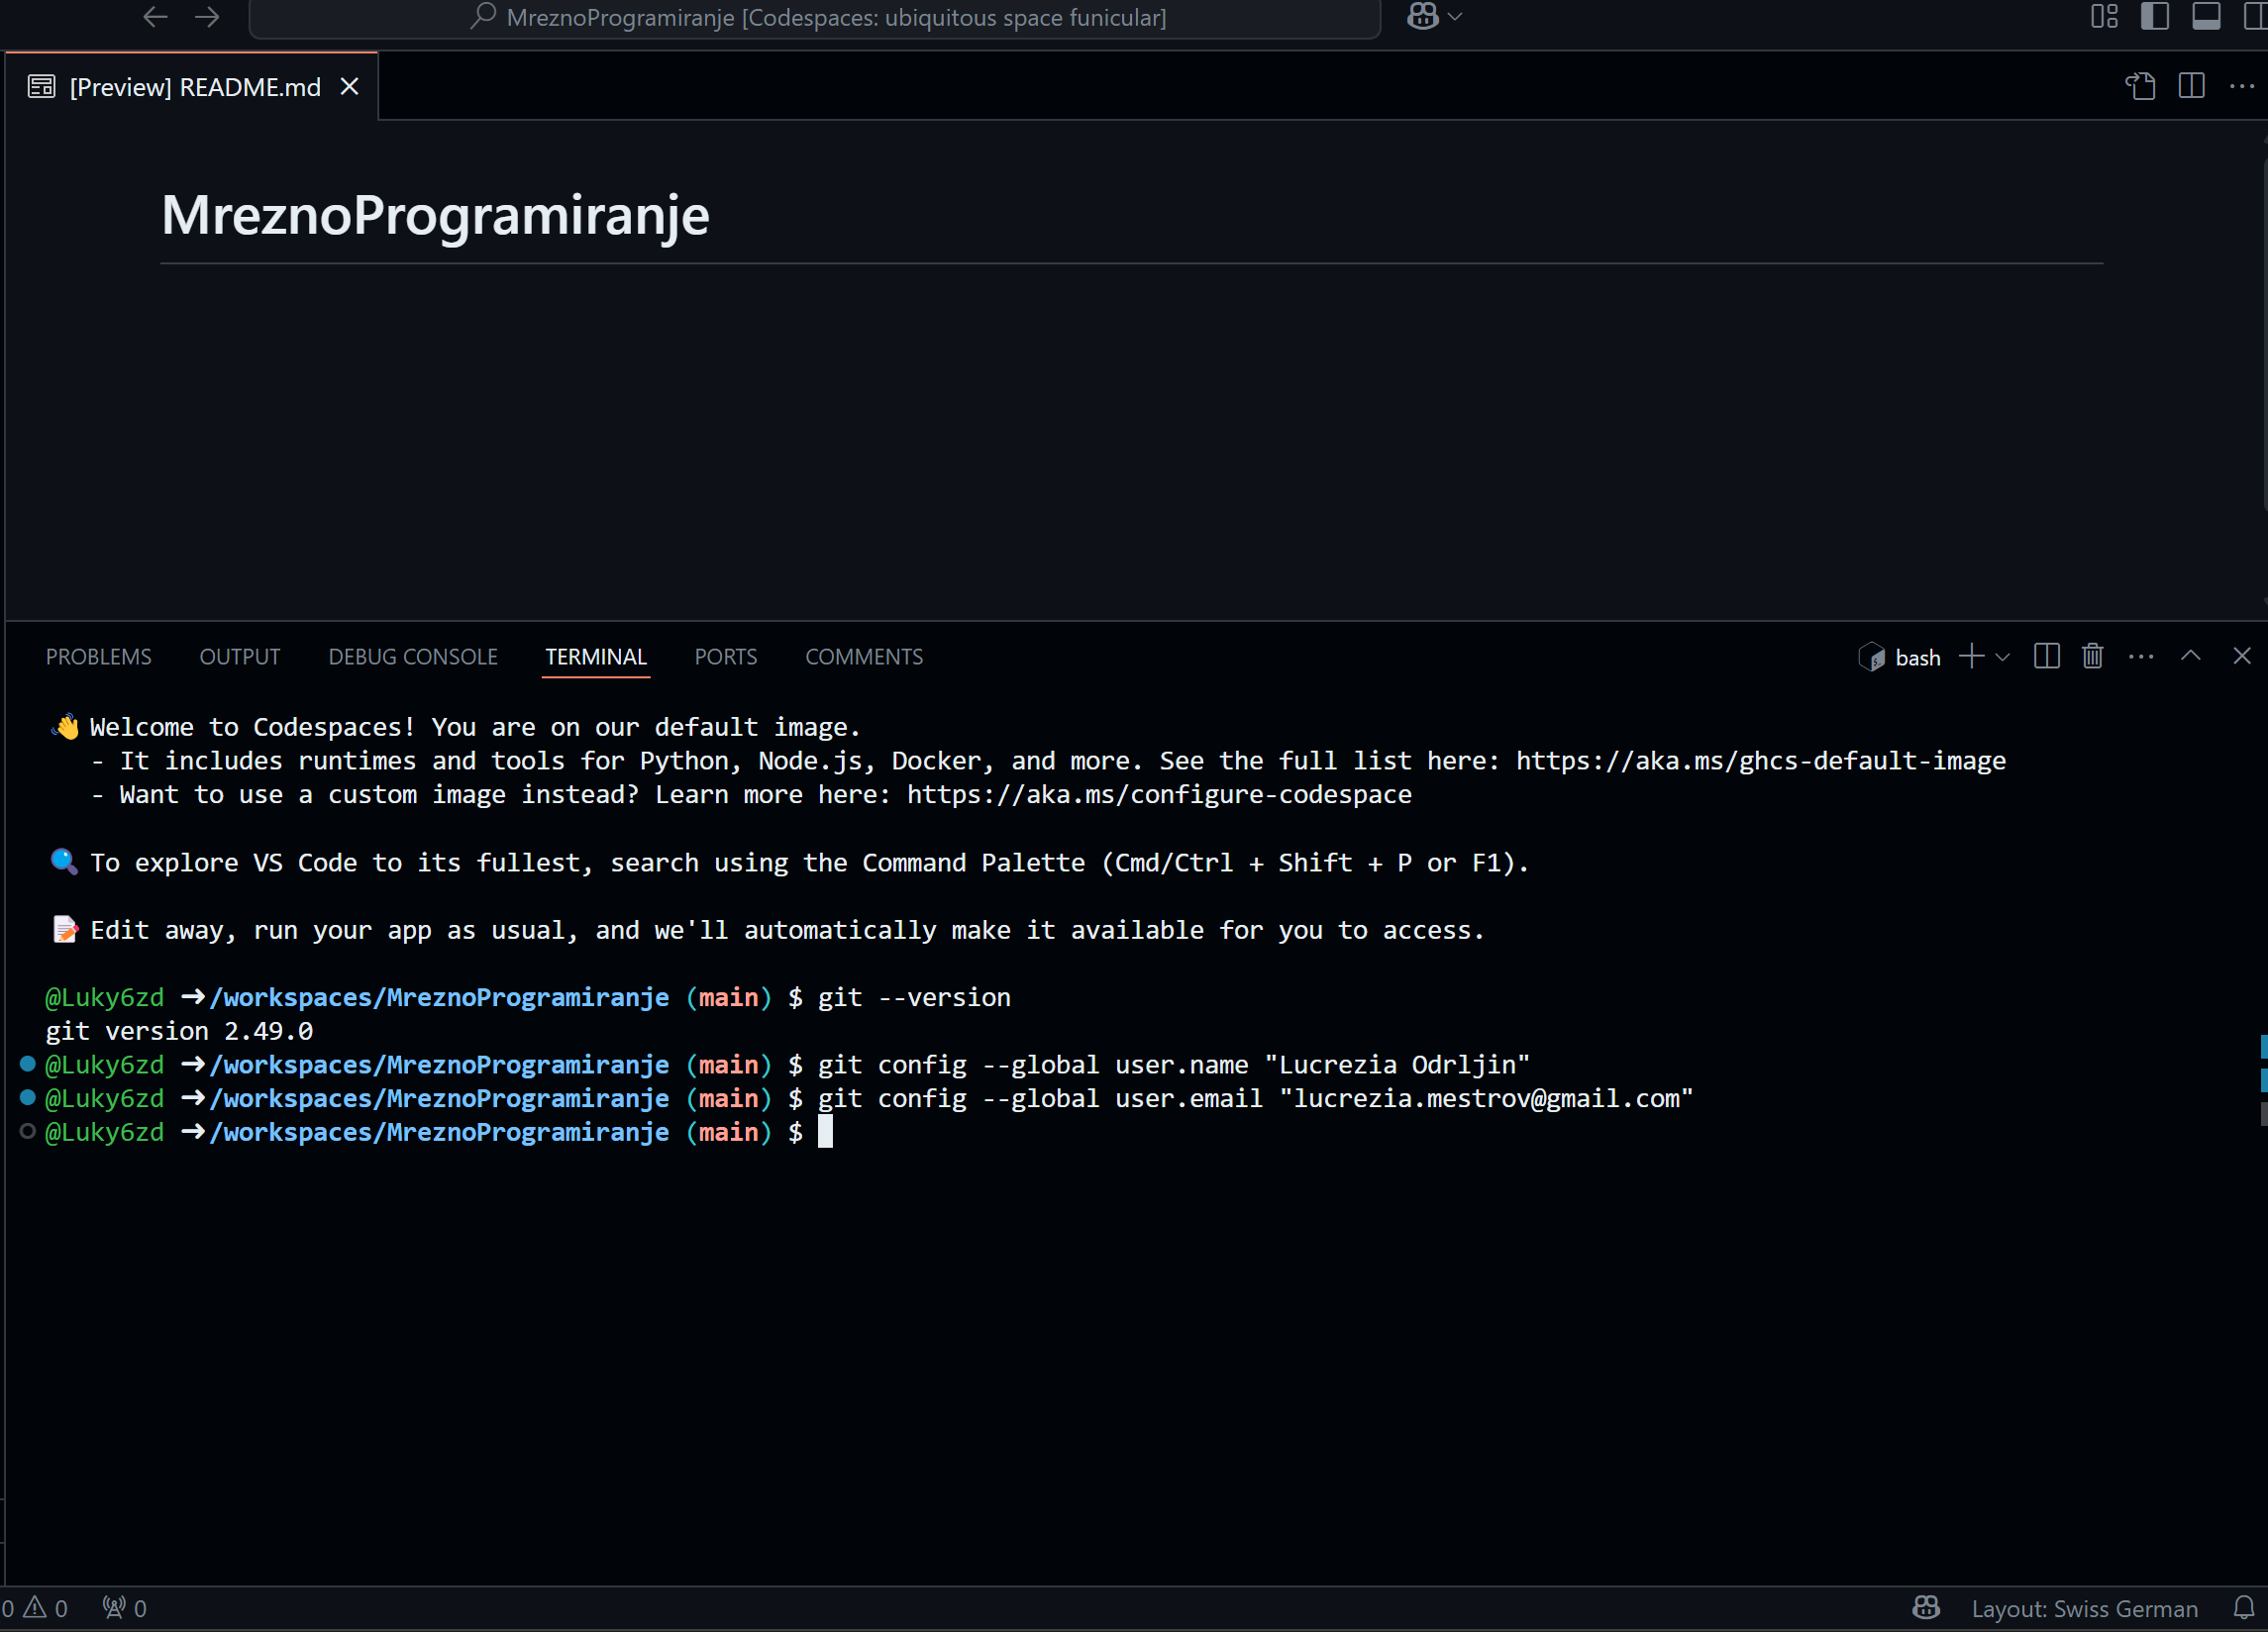 MreznoProgramiranje [Codespaces: ubiquitous space funicular]
[Preview] README.md
MreznoProgramiranje
PROBLEMS OUTPUT DEBUG CONSOLE TERMINAL PORTS COMMENTS bash
👋 Welcome to Codespaces! You are on our default image.
- It includes runtimes and tools for Python, Node.js, Docker, and more. See the full list here: https://aka.ms/ghcs-default-image
- Want to use a custom image instead? Learn more here: https://aka.ms/configure-codespace
🔍 To explore VS Code to its fullest, search using the Command Palette (Cmd/Ctrl + Shift + P or F1).
📝 Edit away, run your app as usual, and we'll automatically make it available for you to access.
@Luky6zd ➜/workspaces/MreznoProgramiranje (main) $ git --version
git version 2.49.0
@Luky6zd ➜/workspaces/MreznoProgramiranje (main) $ git config --global user.name "Lucrezia Odrljin"
@Luky6zd ➜/workspaces/MreznoProgramiranje (main) $ git config --global user.email "lucrezia.mestrov@gmail.com"
@Luky6zd ➜/workspaces/MreznoProgramiranje (main) $
0 0 0 Layout: Swiss German